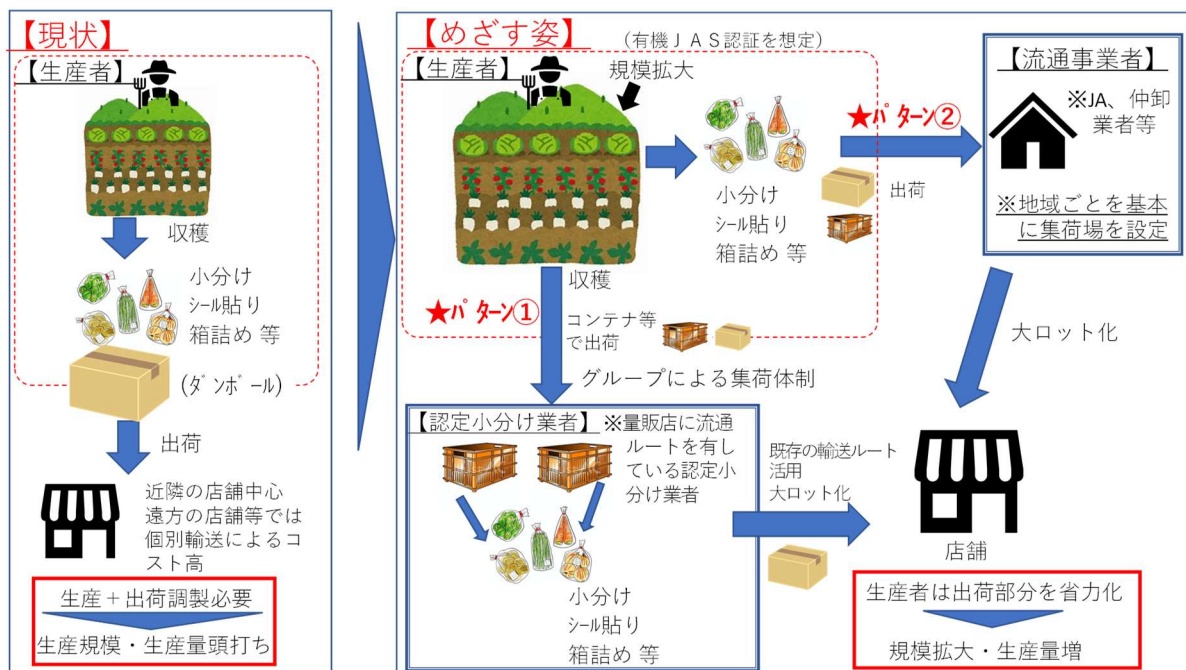 【現状】
【生産者】
収穫
小分け
ｼｰﾙ貼り
箱詰め 等
(ﾀﾞﾝﾎﾞｰﾙ)
出荷
近隣の店舗中心
遠方の店舗等では
個別輸送によるコ
スト高
生産＋出荷調製必要
生産規模・生産量頭打ち
【めざす姿】
（有機ＪＡＳ認証を想定）
【生産者】
規模拡大
小分け
ｼｰﾙ貼り
箱詰め 等
★ﾊﾟﾀｰﾝ②
出荷
【流通事業者】
※JA、仲卸
業者等
※地域ごとを基本
に集荷場を設定
収穫
★ﾊﾟﾀｰﾝ①
コンテナ等
で出荷
グループによる集荷体制
大ロット化
【認定小分け業者】
※量販店に流通
ルートを有し
ている認定小
分け業者
小分け
ｼｰﾙ貼り
箱詰め 等
既存の輸送ルート
活用
大ロット化
店舗
生産者は出荷部分を省力化
規模拡大・生産量増